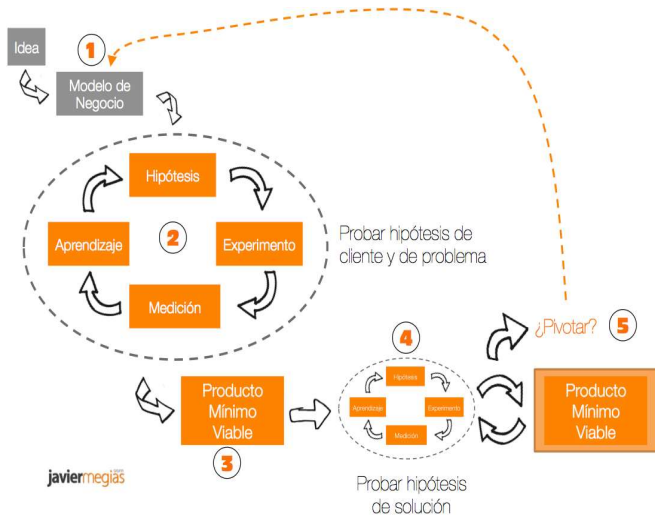 Idea
1
Modelo de
Negocio
Hipótesis
Aprendizaje
2
Experimento
Medición
Probar hipótesis de
cliente y de problema
¿Pivotar?
5
4
Producto
Mínimo
Viable
3
Hipótesis
Aprendizaje
Experimento
Medición
Producto
Mínimo
Viable
Probar hipótesis
de solución
javiermegias